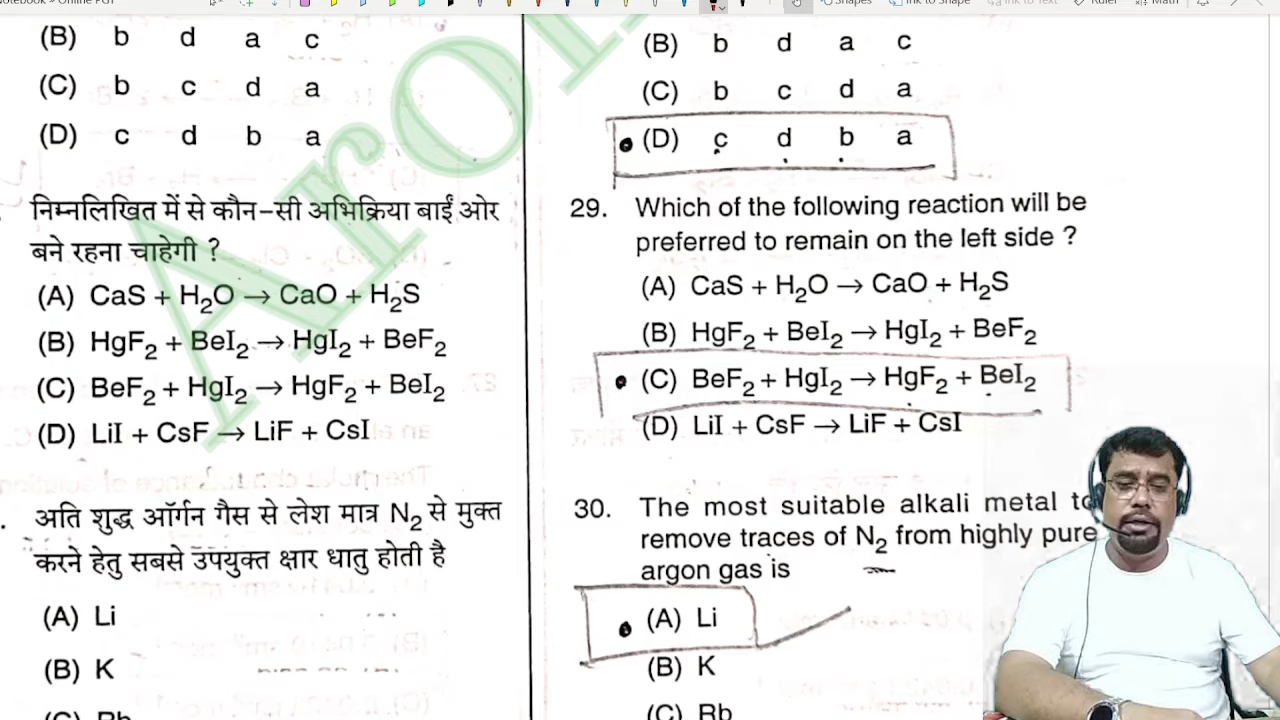 (B) b d a c
(C) b c d a
(D) c d b a
निम्नलिखित में से कौन-सी अभिक्रिया बाईं ओर
बने रहना चाहेगी ?
(A) CaS + H₂O → CaO + H₂S
(B) HgF₂ + BeI₂ → HgI₂ + BeF₂
(C) BeF₂ + HgI₂ → HgF₂ + BeI₂
(D) LiI + CsF → LiF + CsI
अति शुद्ध ऑर्गन गैस से लेश मात्र N₂ से मुक्त
करने हेतु सबसे उपयुक्त क्षार धातु होती है
(A) Li
(B) K
(C) Rb
(B) b d a c
(C) b c d a
(D) c d b a
29. Which of the following reaction will be
preferred to remain on the left side ?
(A) CaS + H₂O → CaO + H₂S
(B) HgF₂ + BeI₂ → HgI₂ + BeF₂
(C) BeF₂ + HgI₂ → HgF₂ + BeI₂
(D) LiI + CsF → LiF + CsI
30. The most suitable alkali metal to
remove traces of N₂ from highly pure
argon gas is
(A) Li
(B) K
(C) Rb